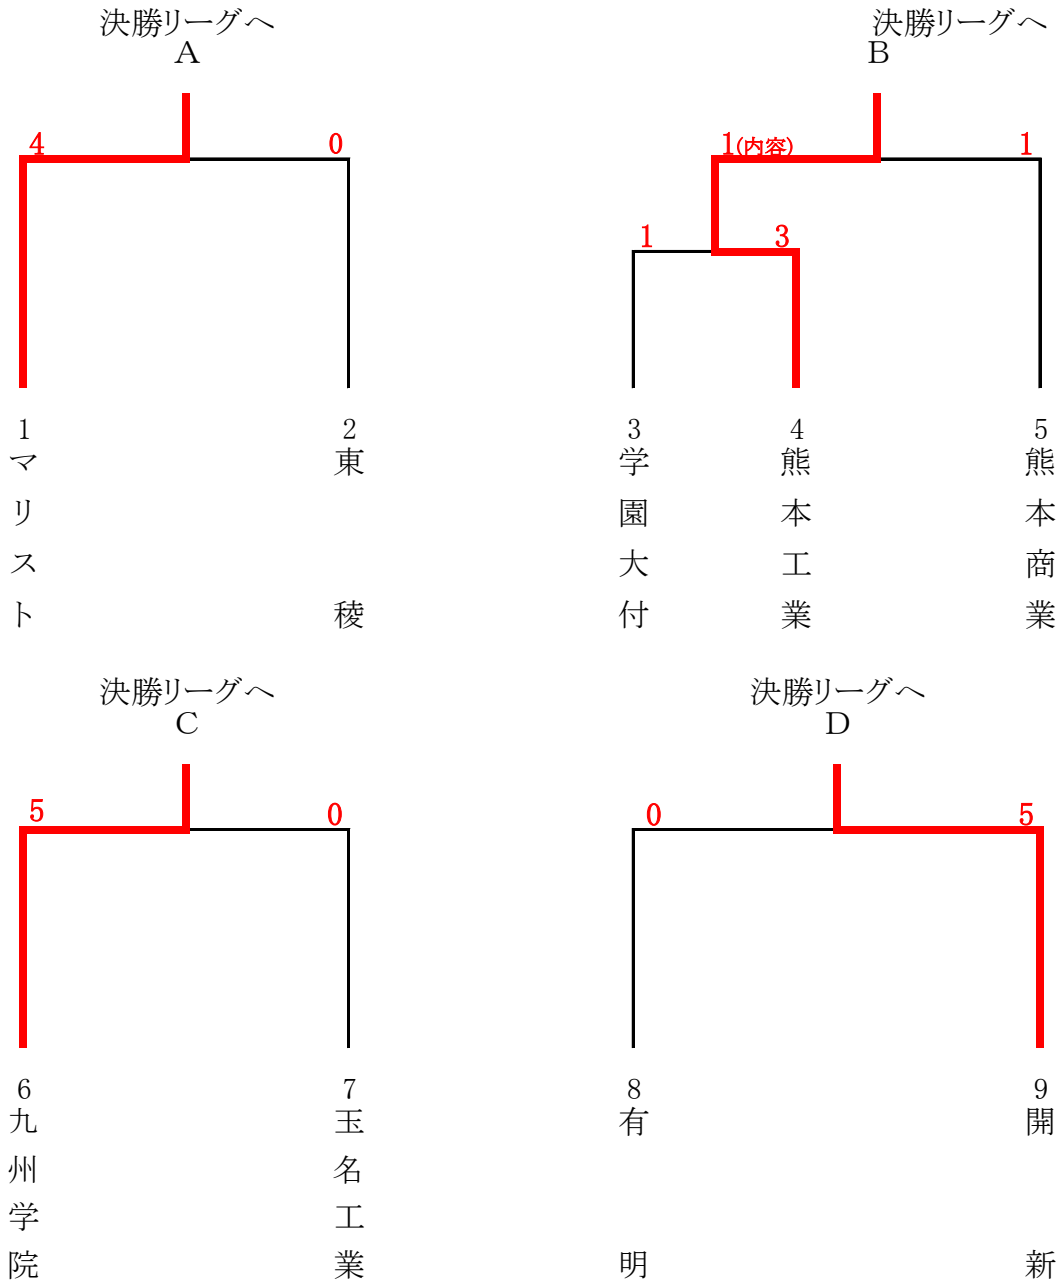 決勝リーグへ
A
4
0
1
マリスト
2
東稜
決勝リーグへ
B
1(内容)
1
1
3
3
学園大付
4
熊本工業
5
熊本商業
決勝リーグへ
C
5
0
6
九州学院
7
玉名工業
決勝リーグへ
D
0
5
8
有明
9
開新